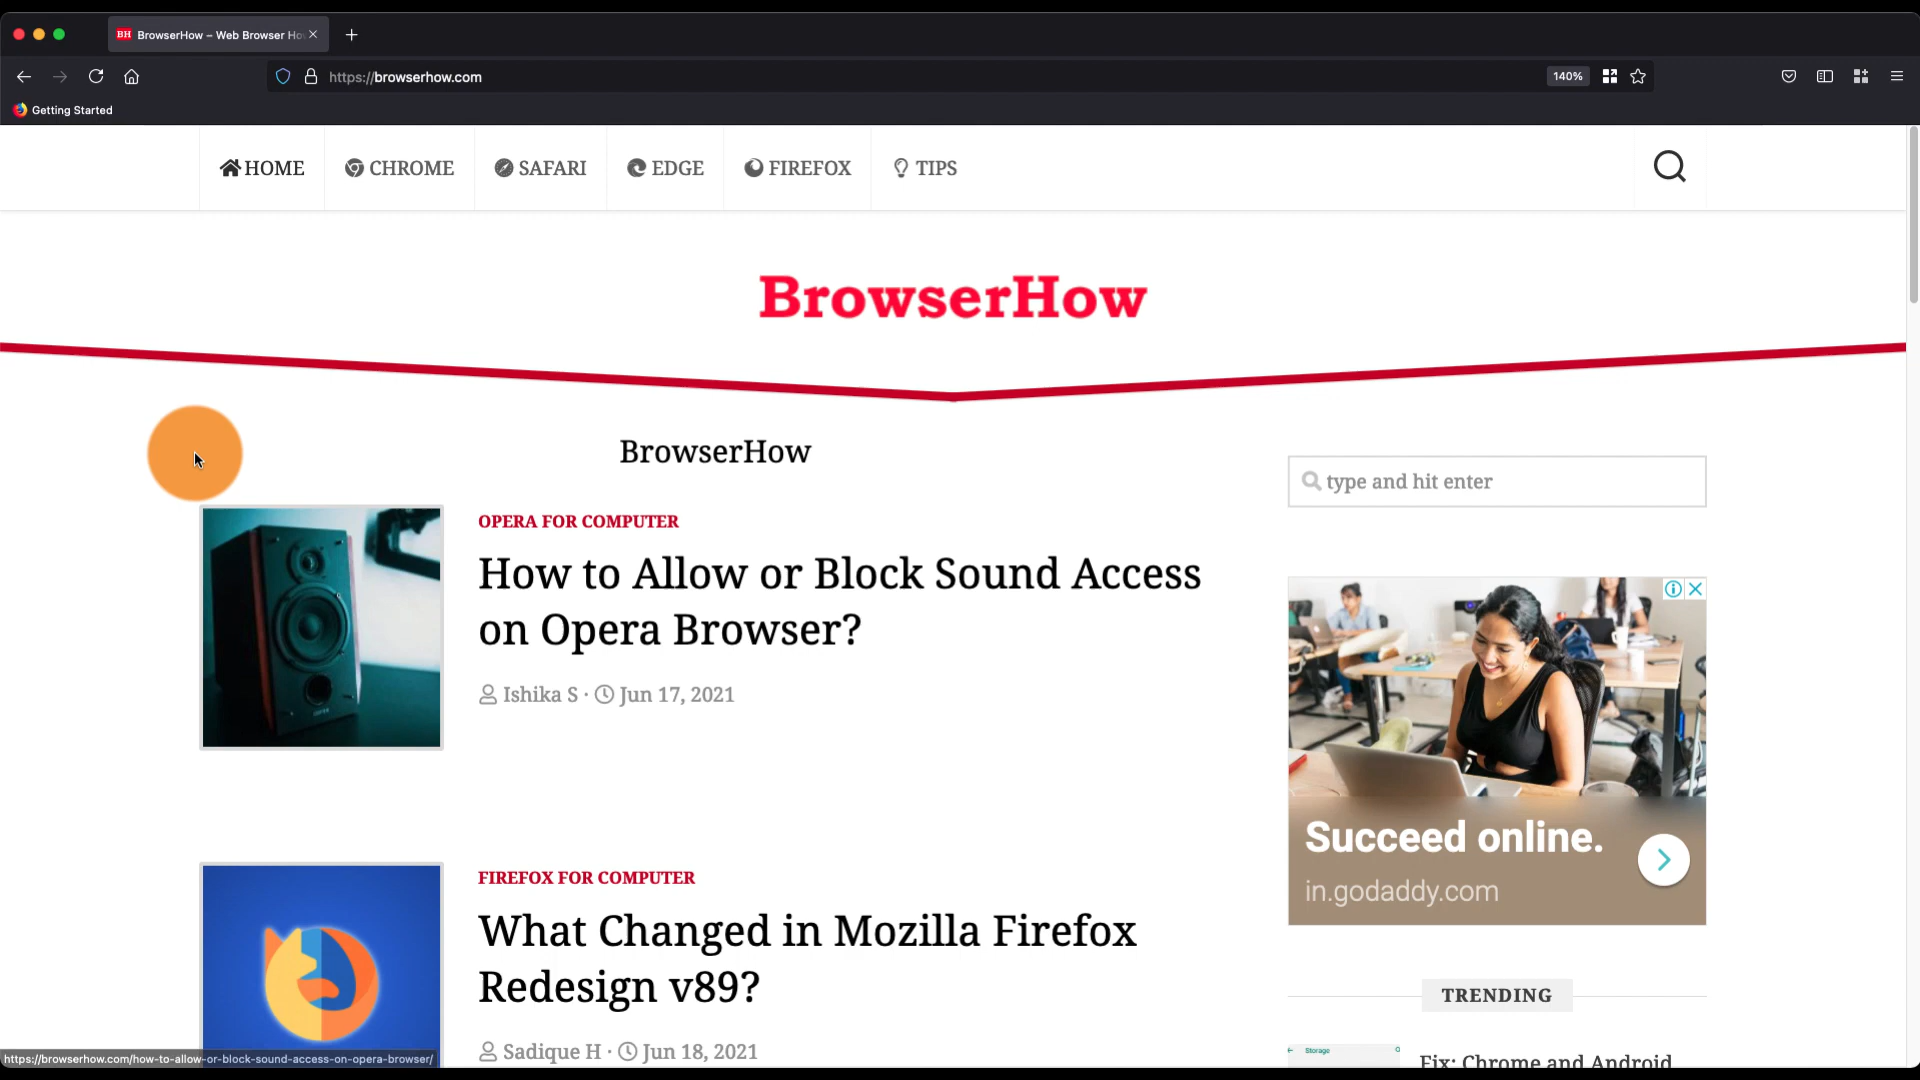 BH BrowserHow – Web Browser Ho
https://browserhow.com
140%
Getting Started
HOME
CHROME
SAFARI
EDGE
FIREFOX
TIPS
BrowserHow
BrowserHow
type and hit enter
OPERA FOR COMPUTER
How to Allow or Block Sound Access
on Opera Browser?
Ishika S · Jun 17, 2021
Succeed online.
in.godaddy.com
FIREFOX FOR COMPUTER
What Changed in Mozilla Firefox
Redesign v89?
Sadique H · Jun 18, 2021
TRENDING
Storage
Fix: Chrome and Android
https://browserhow.com/how-to-allow-or-block-sound-access-on-opera-browser/